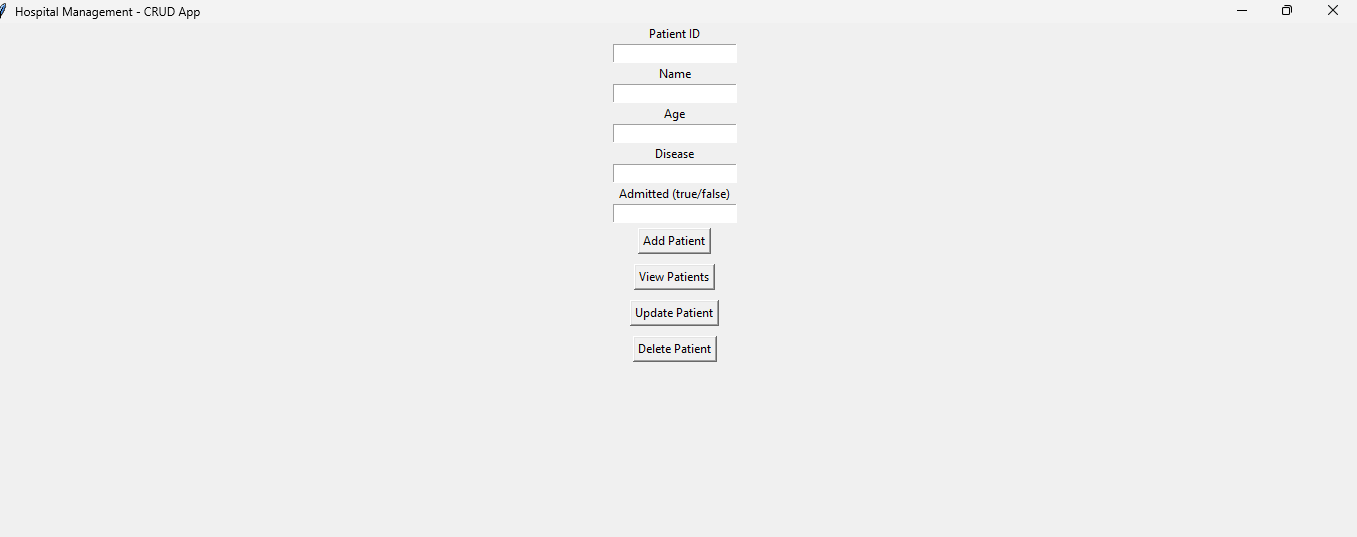 Hospital Management - CRUD App
Patient ID
Name
Age
Disease
Admitted (true/false)
Add Patient
View Patients
Update Patient
Delete Patient